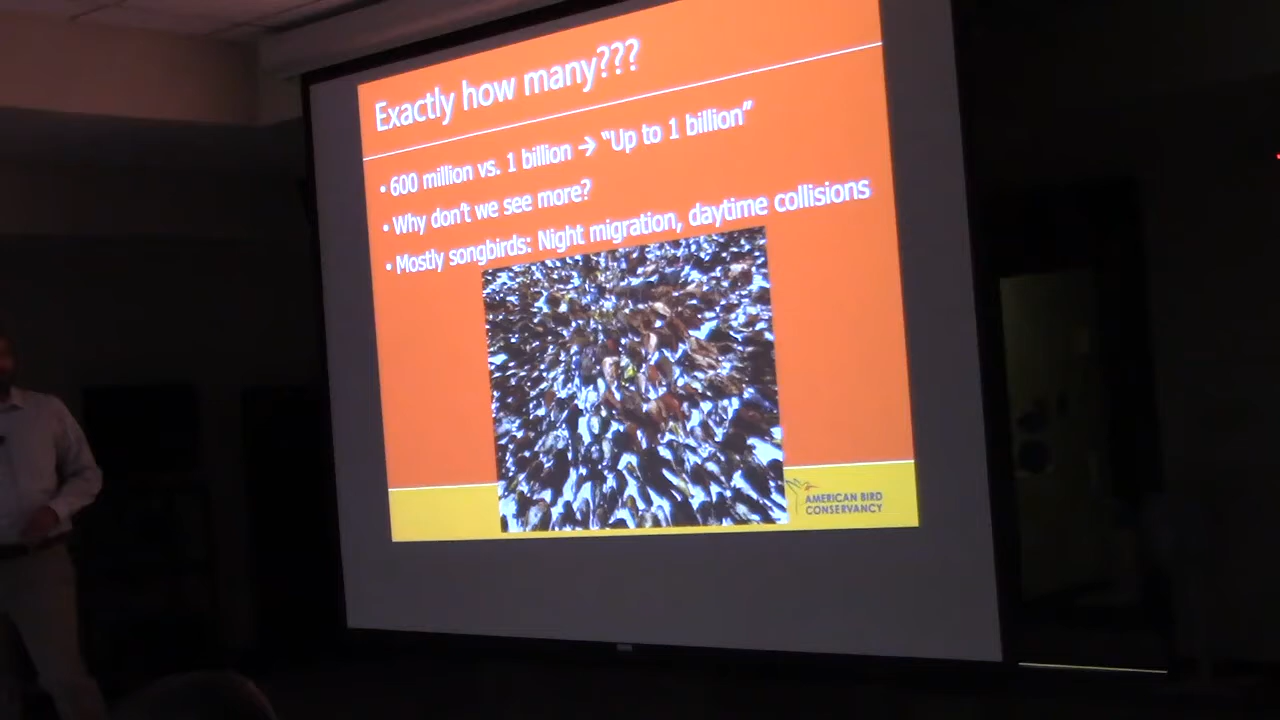 Exactly how many???
• 600 million vs. 1 billion → “Up to 1 billion”
• Why don’t we see more?
• Mostly songbirds: Night migration, daytime collisions
AMERICAN BIRD
CONSERVANCY